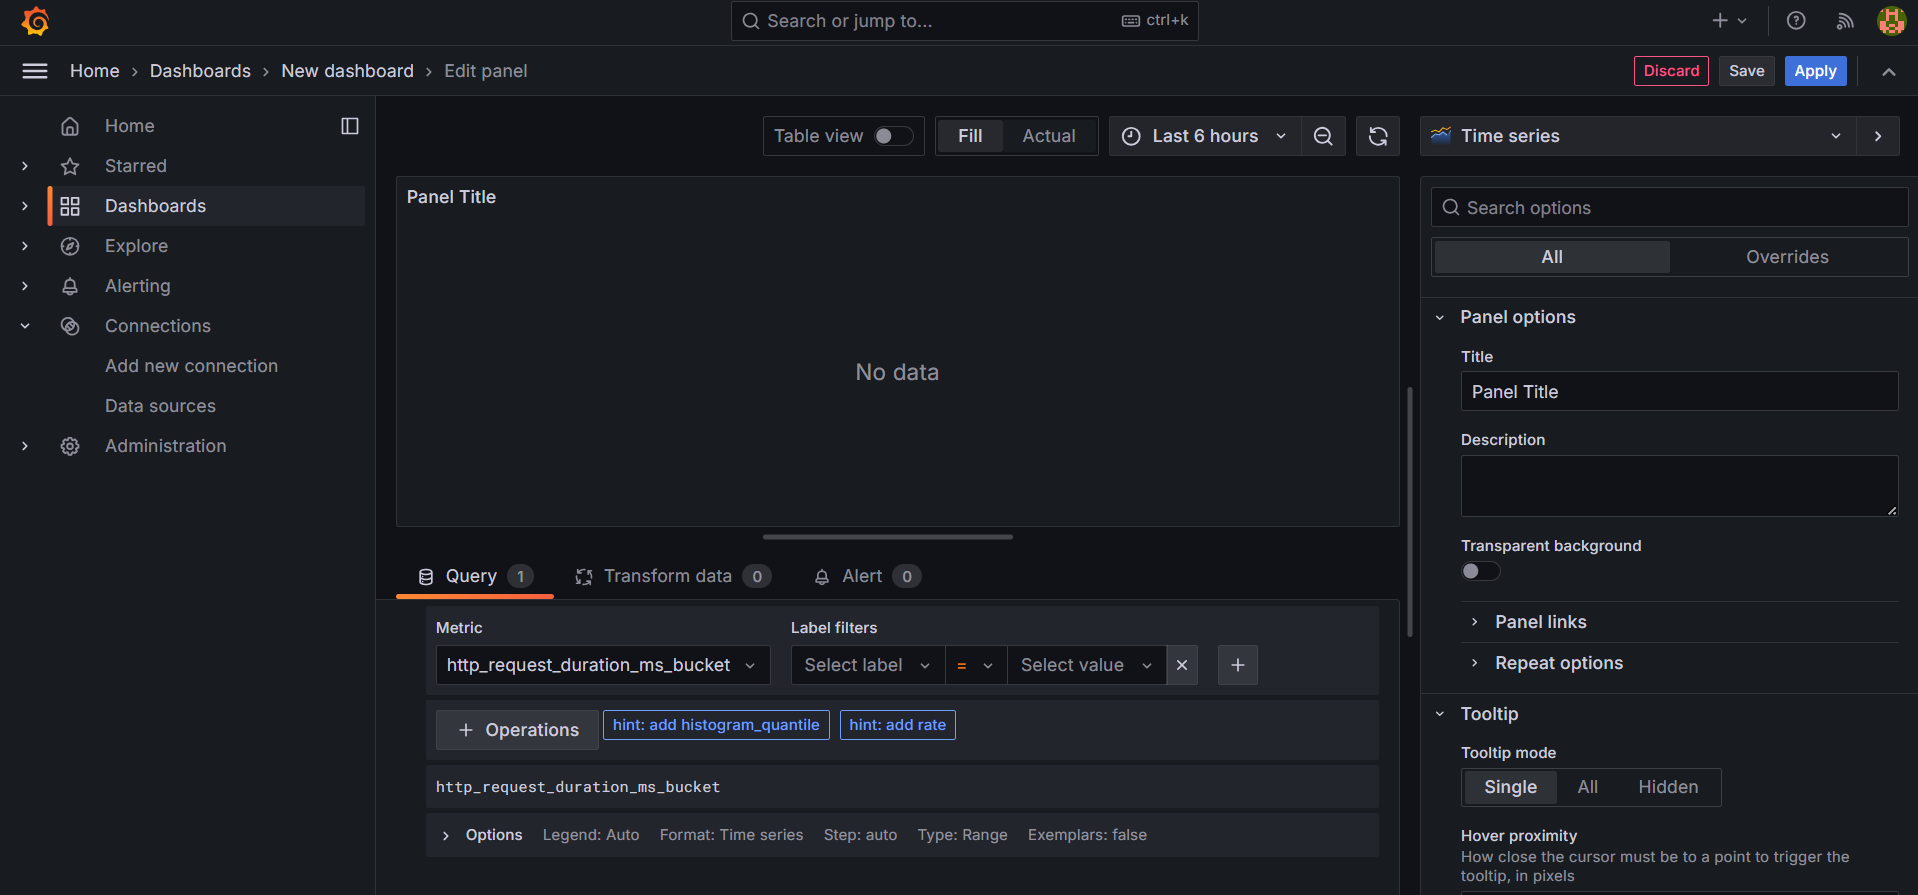 Search or jump to...
ctrl+k
Home
Dashboards
New dashboard
Edit panel
Discard
Save
Apply
Home
Starred
Dashboards
Explore
Alerting
Connections
Add new connection
Data sources
Administration
Table view
Fill
Actual
Last 6 hours
Panel Title
No data
Query 1
Transform data 0
Alert 0
Metric
Label filters
http_request_duration_ms_bucket
Select label
=
Select value
Operations
hint: add histogram_quantile
hint: add rate
http_request_duration_ms_bucket
Options
Legend: Auto
Format: Time series
Step: auto
Type: Range
Exemplars: false
Time series
Search options
All
Overrides
Panel options
Title
Panel Title
Description
Transparent background
Panel links
Repeat options
Tooltip
Tooltip mode
Single
All
Hidden
Hover proximity
How close the cursor must be to a point to trigger the
tooltip, in pixels